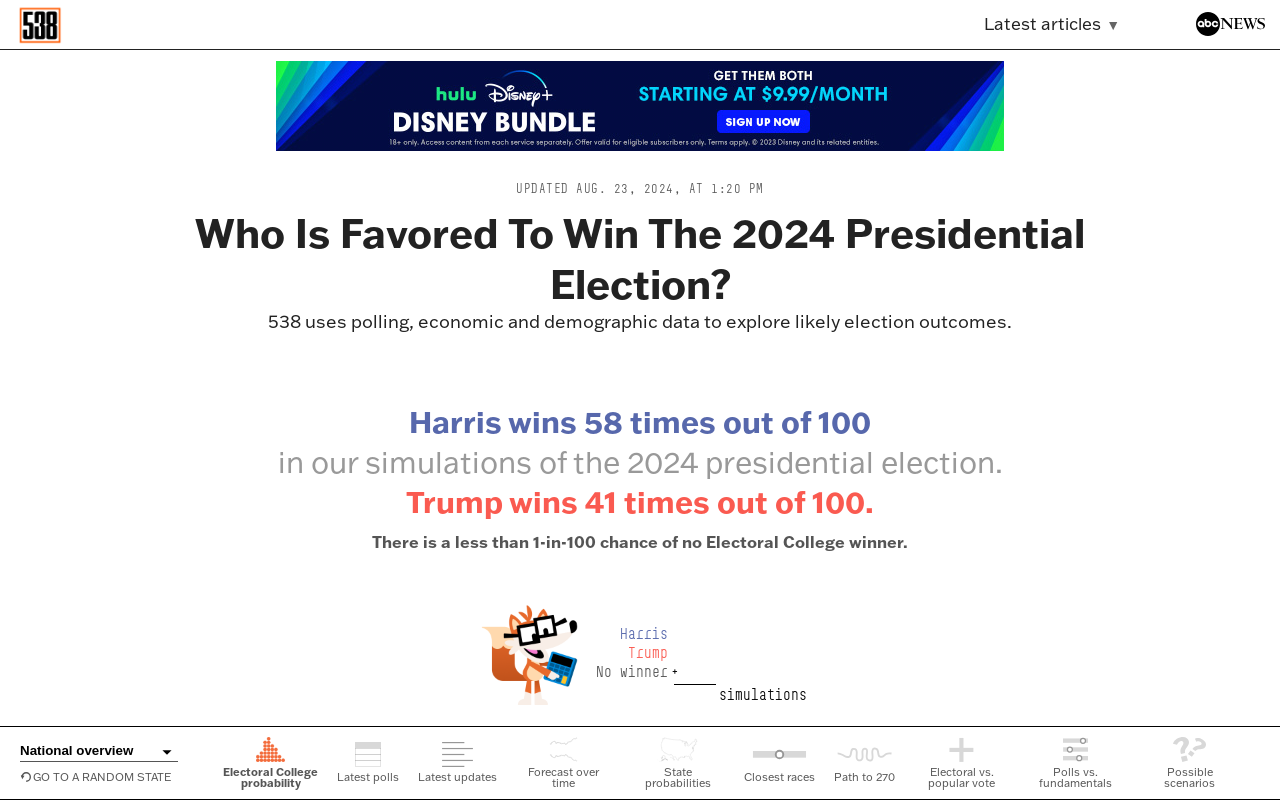 538
Latest articles ▼
abc NEWS
hulu Disney+
DISNEY BUNDLE
GET THEM BOTH
STARTING AT $9.99/MONTH
SIGN UP NOW
18+ only. Access content from each service separately. Offer valid for eligible subscribers only. Terms apply. © 2023 Disney and its related entities.
UPDATED AUG. 23, 2024, AT 1:20 PM
Who Is Favored To Win The 2024 Presidential
Election?
538 uses polling, economic and demographic data to explore likely election outcomes.
Harris wins 58 times out of 100
in our simulations of the 2024 presidential election.
Trump wins 41 times out of 100.
There is a less than 1-in-100 chance of no Electoral College winner.
Harris
Trump
No winner +
simulations
National overview
GO TO A RANDOM STATE
Electoral College
probability
Latest polls
Latest updates
Forecast over
time
State
probabilities
Closest races
Path to 270
Electoral vs.
popular vote
Polls vs.
fundamentals
Possible
scenarios